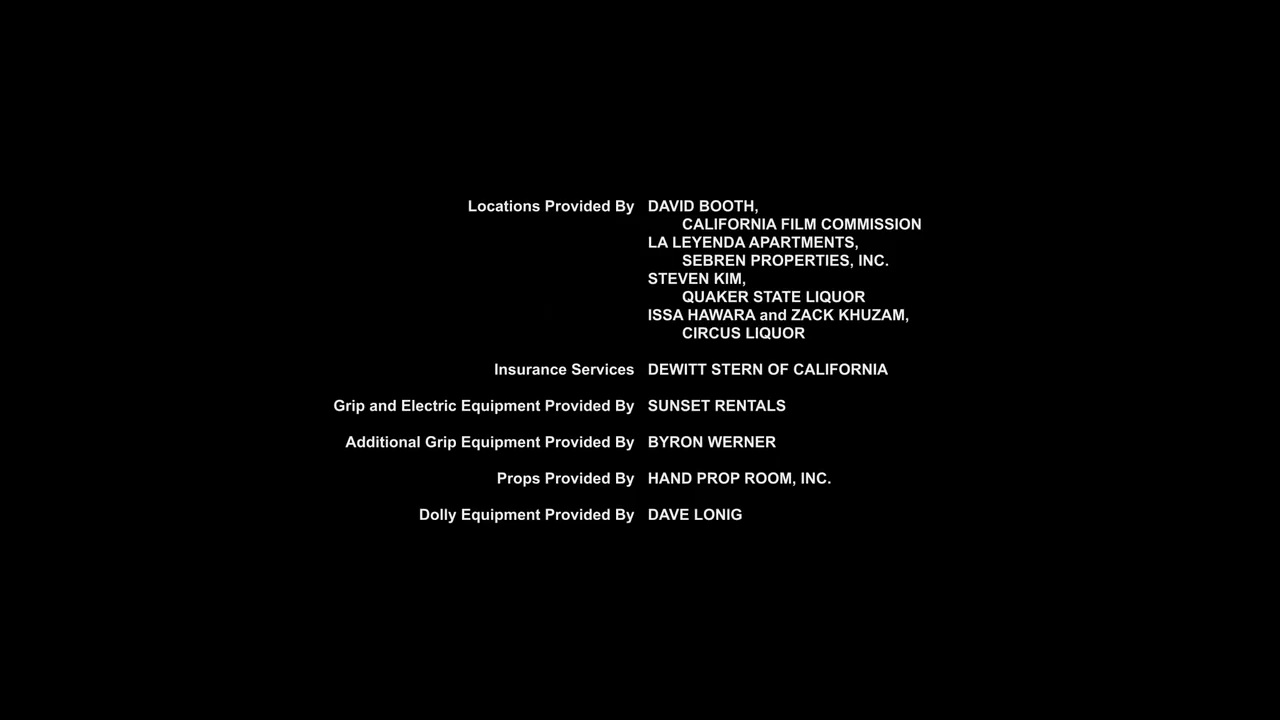 Locations Provided By DAVID BOOTH,
CALIFORNIA FILM COMMISSION
LA LEYENDA APARTMENTS,
SEBREN PROPERTIES, INC.
STEVEN KIM,
QUAKER STATE LIQUOR
ISSA HAWARA and ZACK KHUZAM,
CIRCUS LIQUOR
Insurance Services DEWITT STERN OF CALIFORNIA
Grip and Electric Equipment Provided By SUNSET RENTALS
Additional Grip Equipment Provided By BYRON WERNER
Props Provided By HAND PROP ROOM, INC.
Dolly Equipment Provided By DAVE LONIG